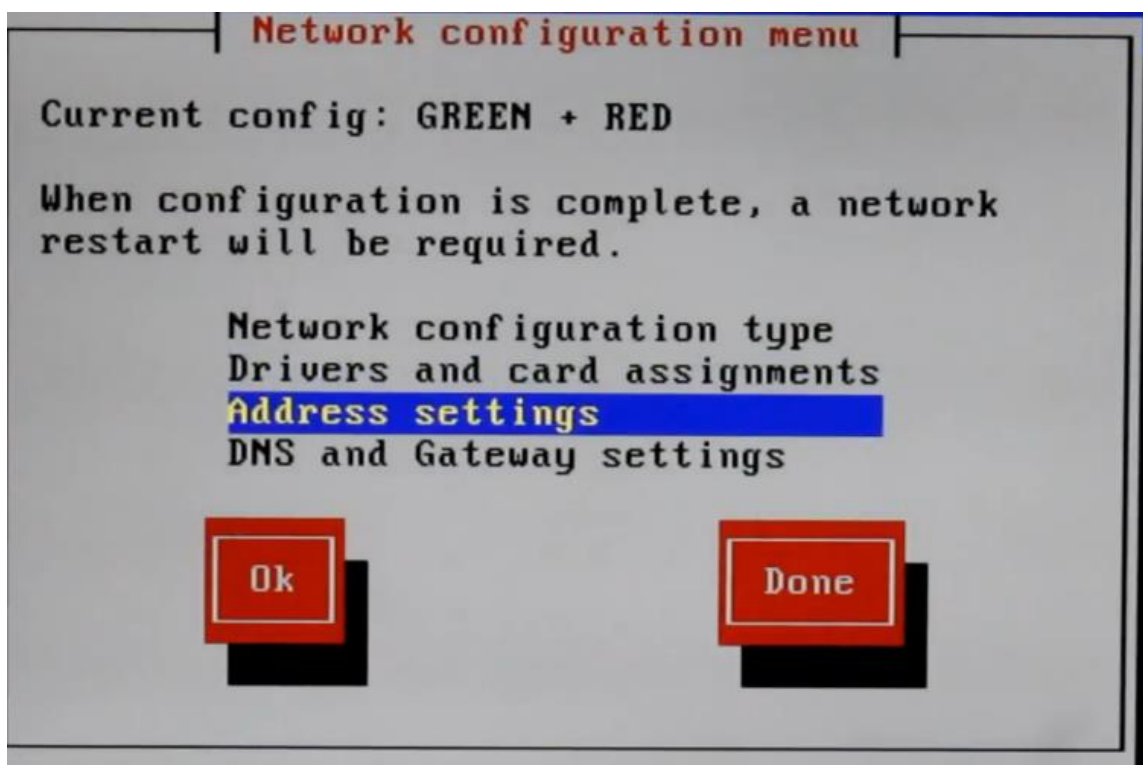 Network configuration menu
Current config: GREEN + RED
When configuration is complete, a network
restart will be required.
Network configuration type
Drivers and card assignments
Address settings
DNS and Gateway settings
Ok
Done